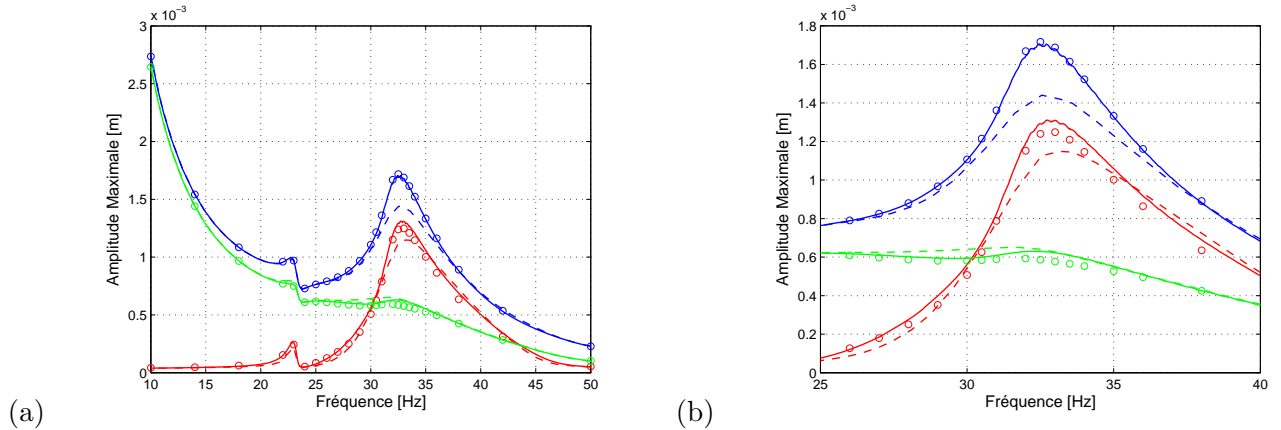 x 10⁻³
3
2.5
2
1.5
1
0.5
0
Amplitude Maximale [m]
10 15 20 25 30 35 40 45 50
Fréquence [Hz]
(a)
x 10⁻³
1.8
1.6
1.4
1.2
1
0.8
0.6
0.4
0.2
0
Amplitude Maximale [m]
25 30 35 40
Fréquence [Hz]
(b)